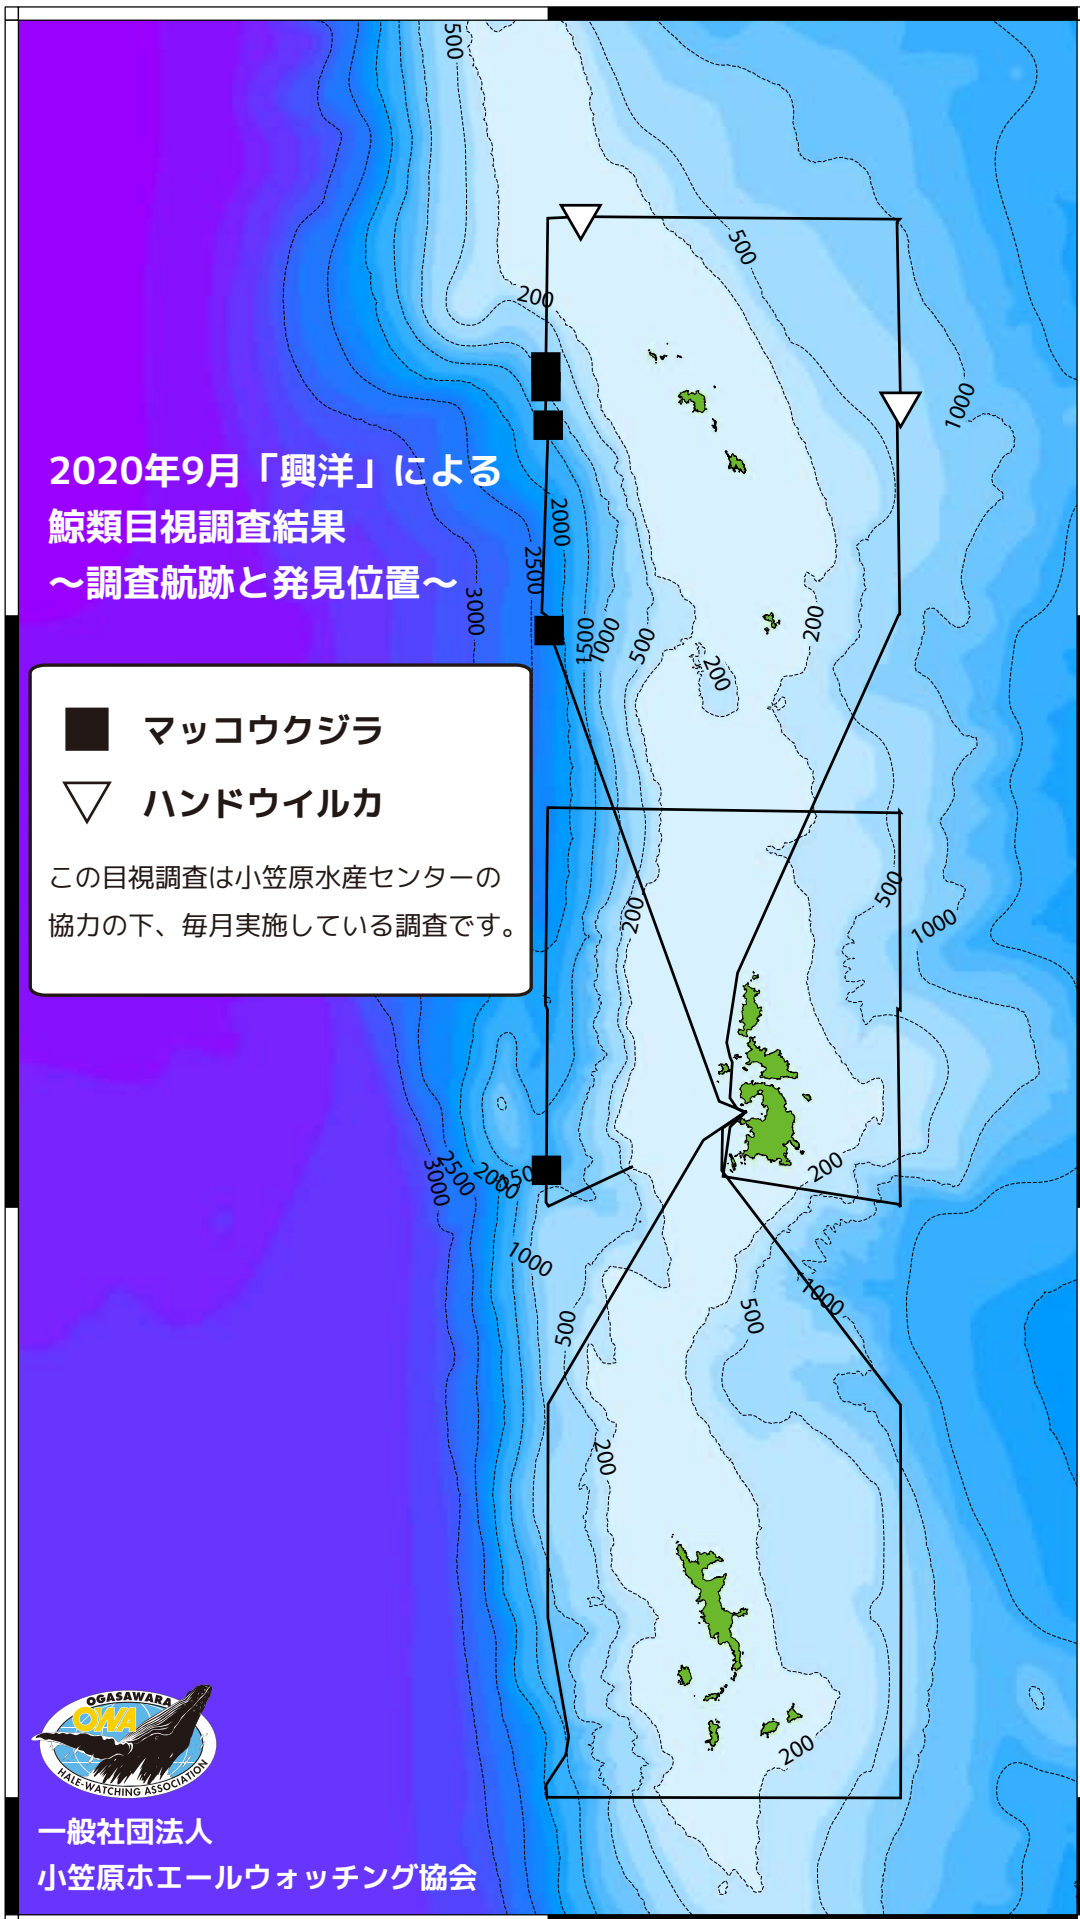 500
500
200
1000
2020年9月「興洋」による
鯨類目視調査結果
～調査航跡と発見位置～
2000
2500
3000
1500
1000
500
200
200
マッコウクジラ
ハンドウイルカ
この目視調査は小笠原水産センターの
協力の下、毎月実施している調査です。
500
200
1000
3000
2500
2000
200
1000
500
500
1000
200
200
OGASAWARA
OWA
HALE-WATCHING ASSOCIATION
一般社団法人
小笠原ホエールウォッチング協会